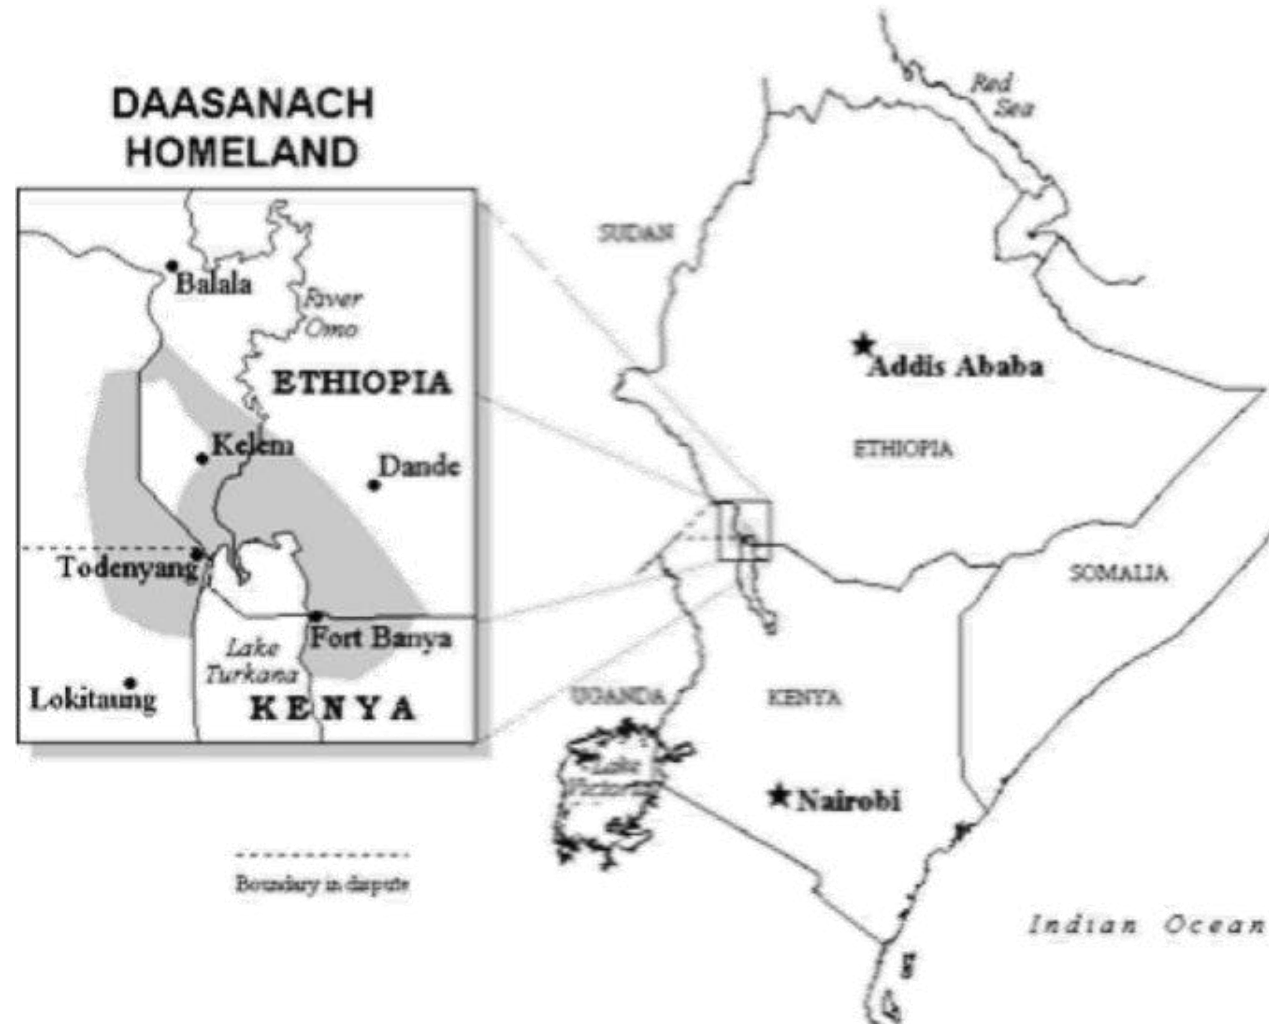 DAASANACH
HOMELAND
Balala
River
Omo
ETHIOPIA
Kelem
Dande
Todenyang
Fort Banya
Lake
Turkana
Lokitaung
KENYA
Boundary in dispute
Red
Sea
SUDAN
Addis Ababa
ETHIOPIA
SOMALIA
UGANDA
KENYA
Lake
Victoria
Nairobi
Indian Ocean